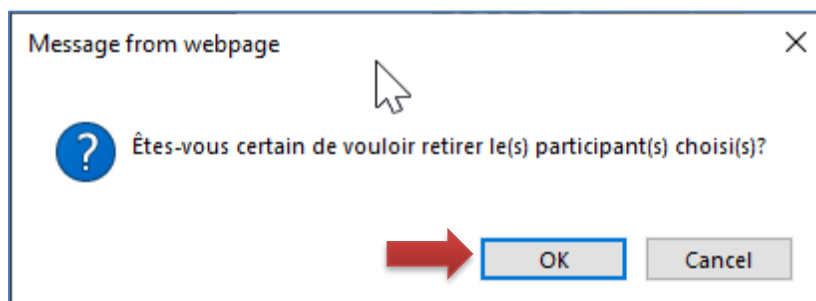 Message from webpage
?
Êtes-vous certain de vouloir retirer le(s) participant(s) choisi(s)?
OK Cancel